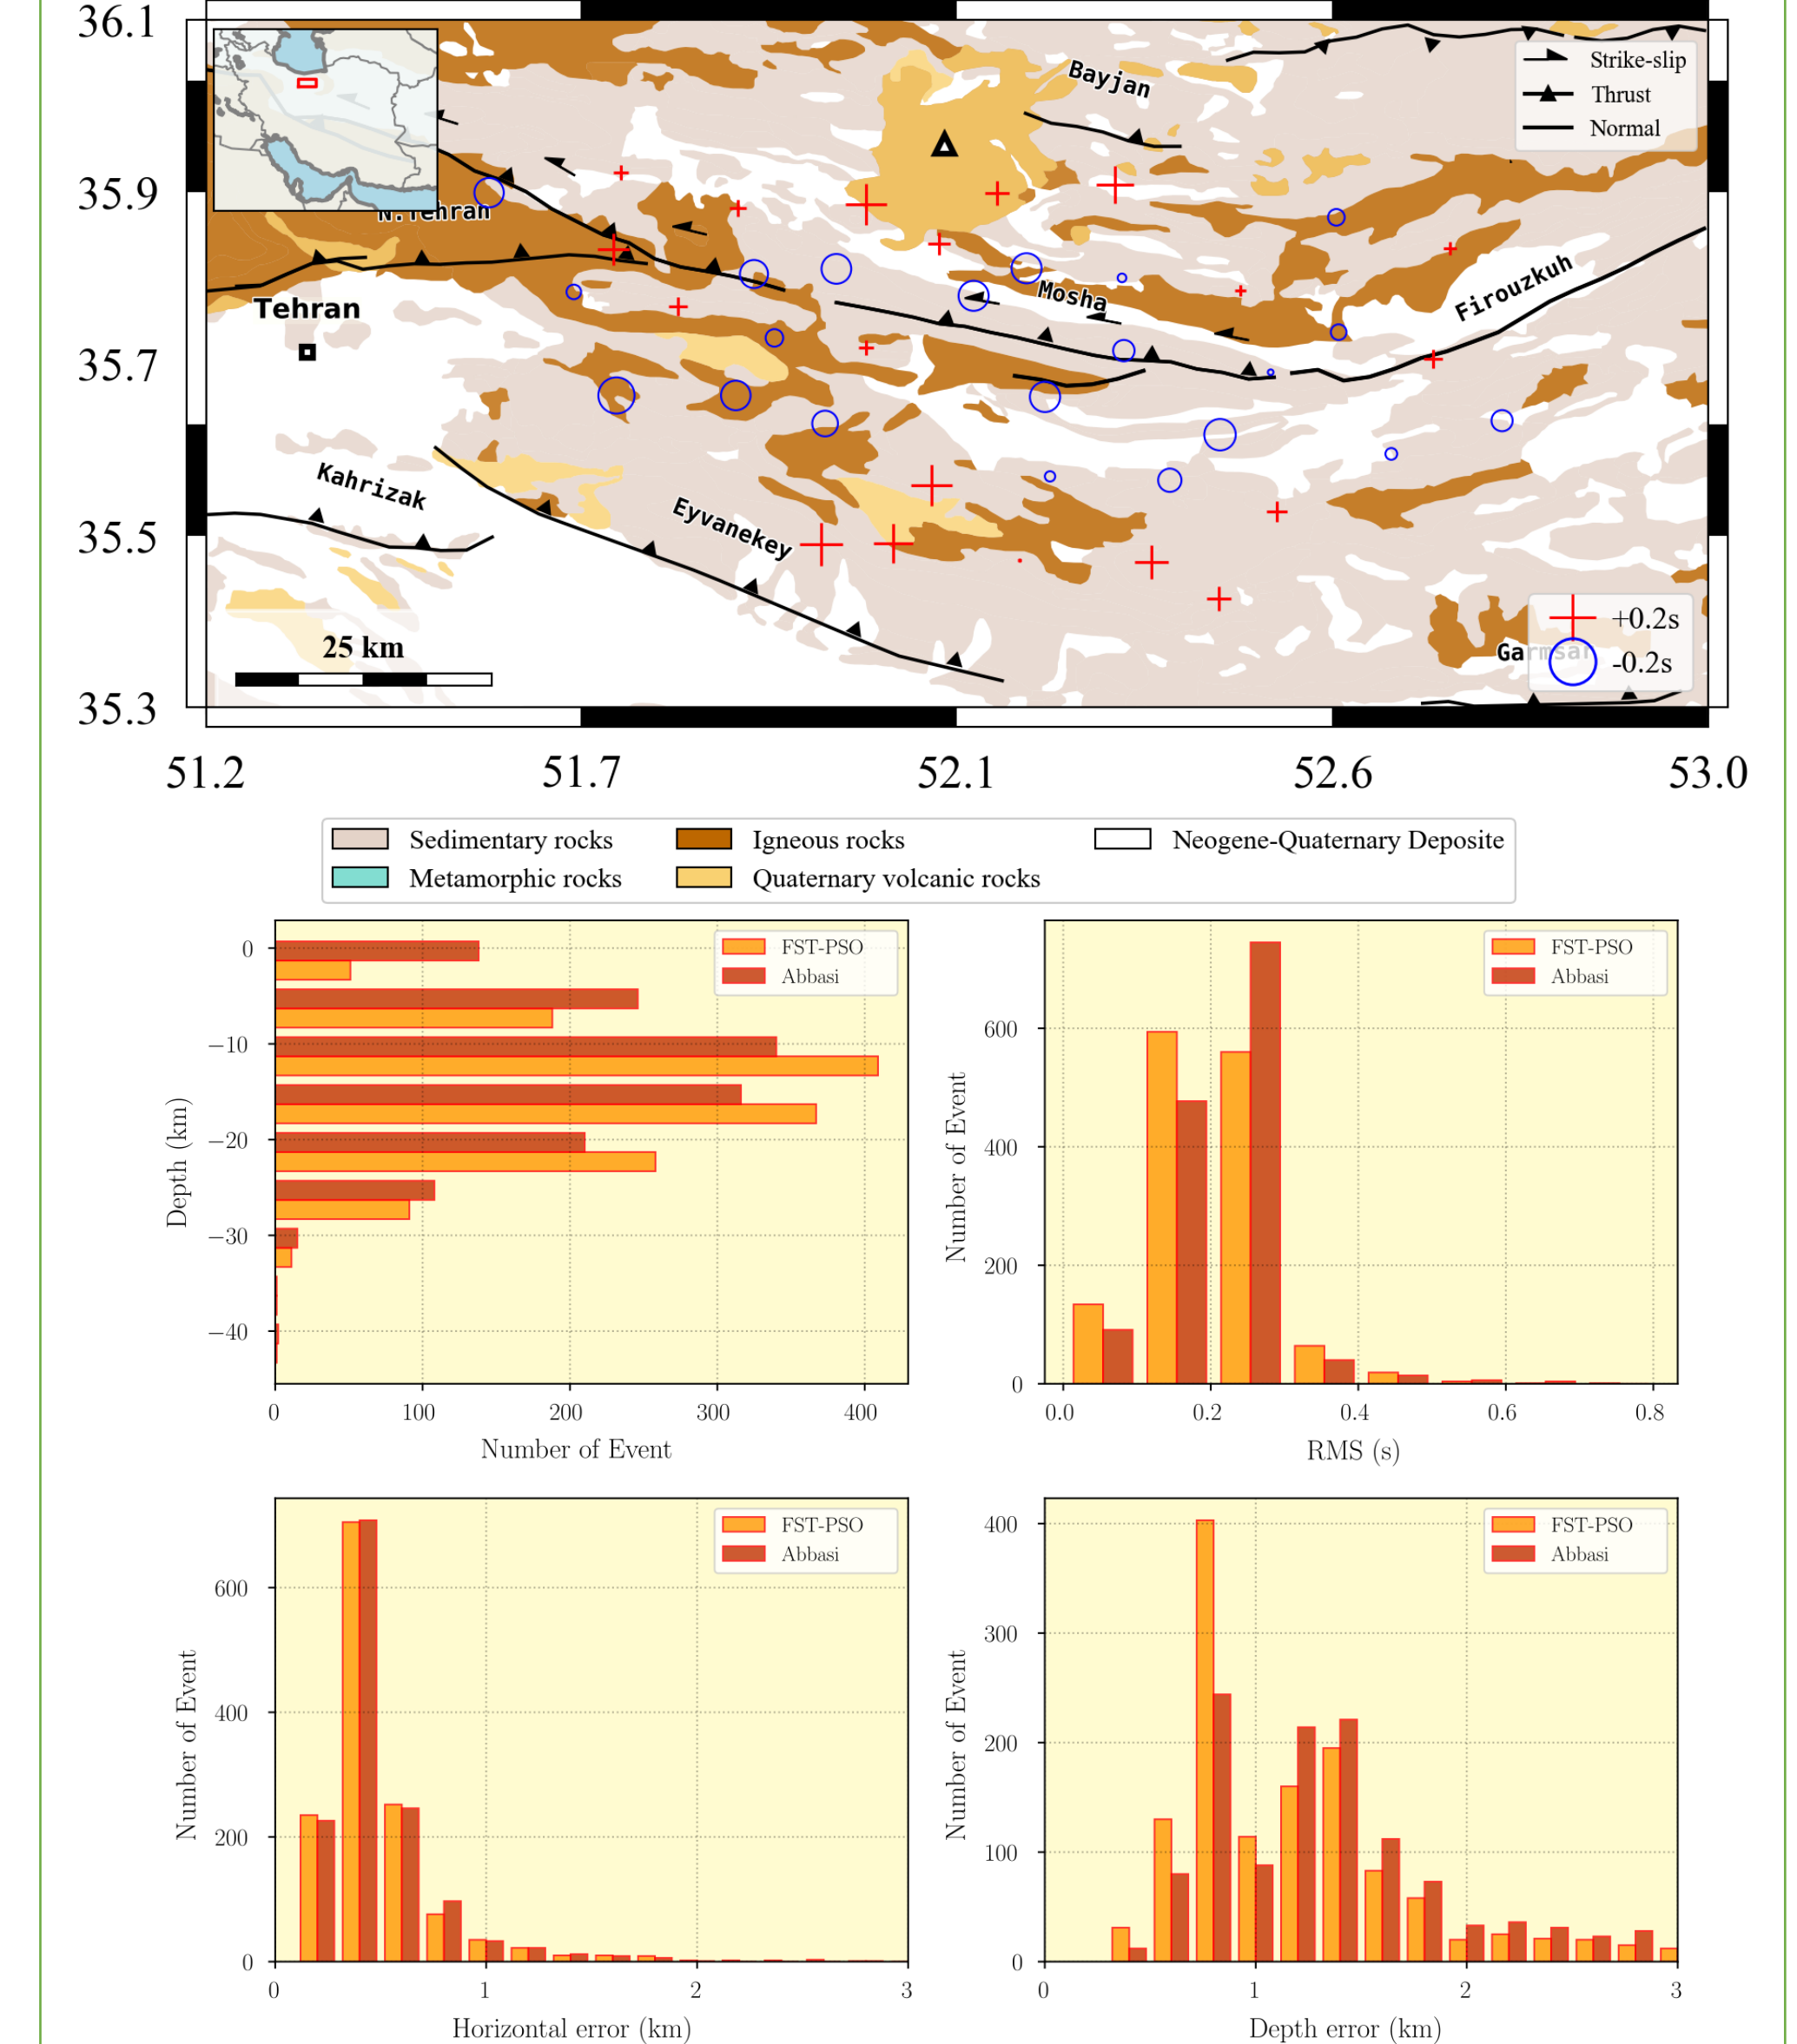 36.1
35.9
35.7
35.5
35.3
Bayjan
Strike-slip
Thrust
Normal
N.Tehran
Tehran
Mosha
Firouzkuh
Kahrizak
Eyvanekey
25 km
+0.2s
Garmsar
-0.2s
51.2 51.7 52.1 52.6 53.0
Sedimentary rocks Igneous rocks Neogene-Quaternary Deposite
Metamorphic rocks Quaternary volcanic rocks
FST-PSO
Abbasi
0
−10
−20
−30
−40
Depth (km)
0 100 200 300 400
Number of Event
FST-PSO
Abbasi
600
400
200
0
Number of Event
0.0 0.2 0.4 0.6 0.8
RMS (s)
FST-PSO
Abbasi
600
400
200
0
Number of Event
0 1 2 3
Horizontal error (km)
FST-PSO
Abbasi
400
300
200
100
0
Number of Event
0 1 2 3
Depth error (km)